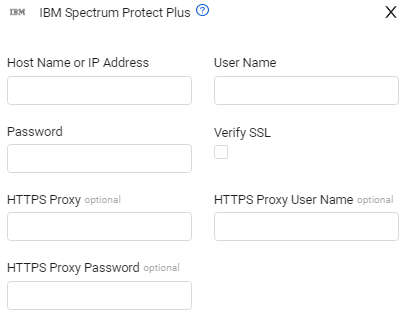 IBM IBM Spectrum Protect Plus ? X
Host Name or IP Address User Name
Password Verify SSL
HTTPS Proxy optional HTTPS Proxy User Name optional
HTTPS Proxy Password optional